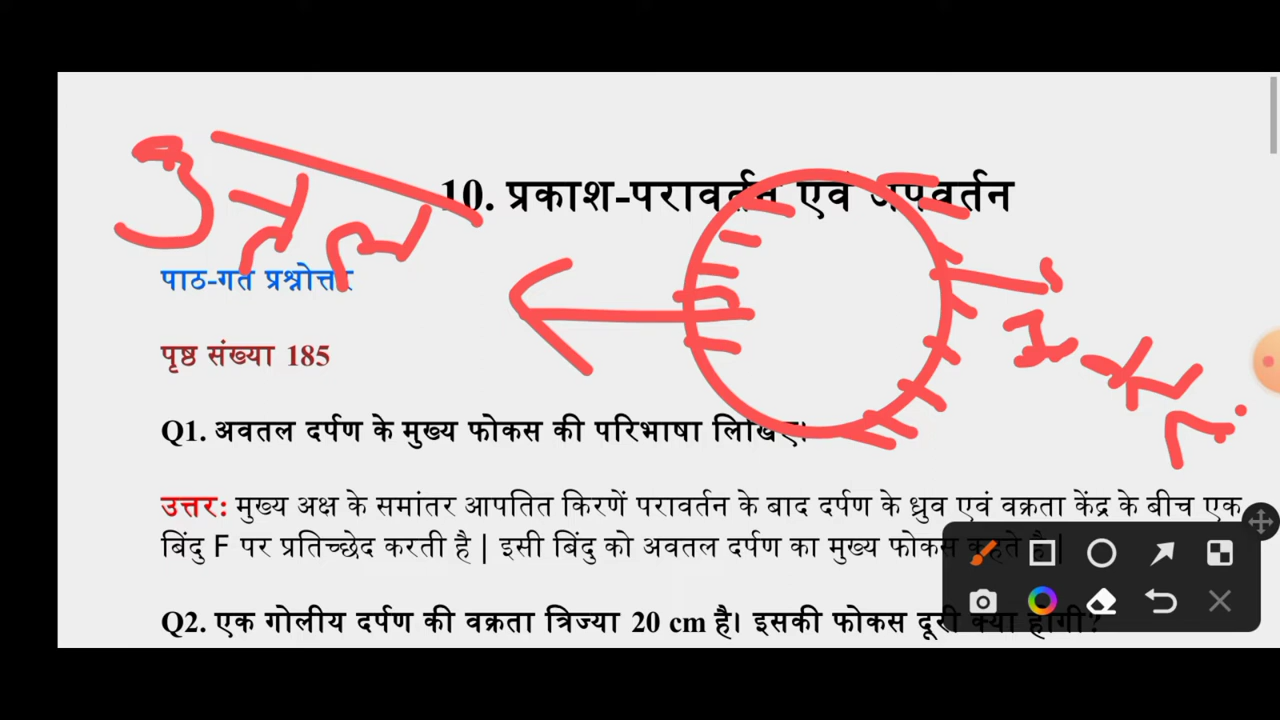 उत्तल
10. प्रकाश-परावर्तन एवं अपवर्तन
पाठ-गत प्रश्नोत्तर
पृष्ठ संख्या 185
Q1. अवतल दर्पण के मुख्य फोकस की परिभाषा लिखिए।
उत्तर: मुख्य अक्ष के समांतर आपतित किरणें परावर्तन के बाद दर्पण के ध्रुव एवं वक्रता केंद्र के बीच एक
बिंदु F पर प्रतिच्छेद करती है | इसी बिंदु को अवतल दर्पण का मुख्य फोकस कहते है |
Q2. एक गोलीय दर्पण की वक्रता त्रिज्या 20 cm है। इसकी फोकस दूरी क्या होगी?